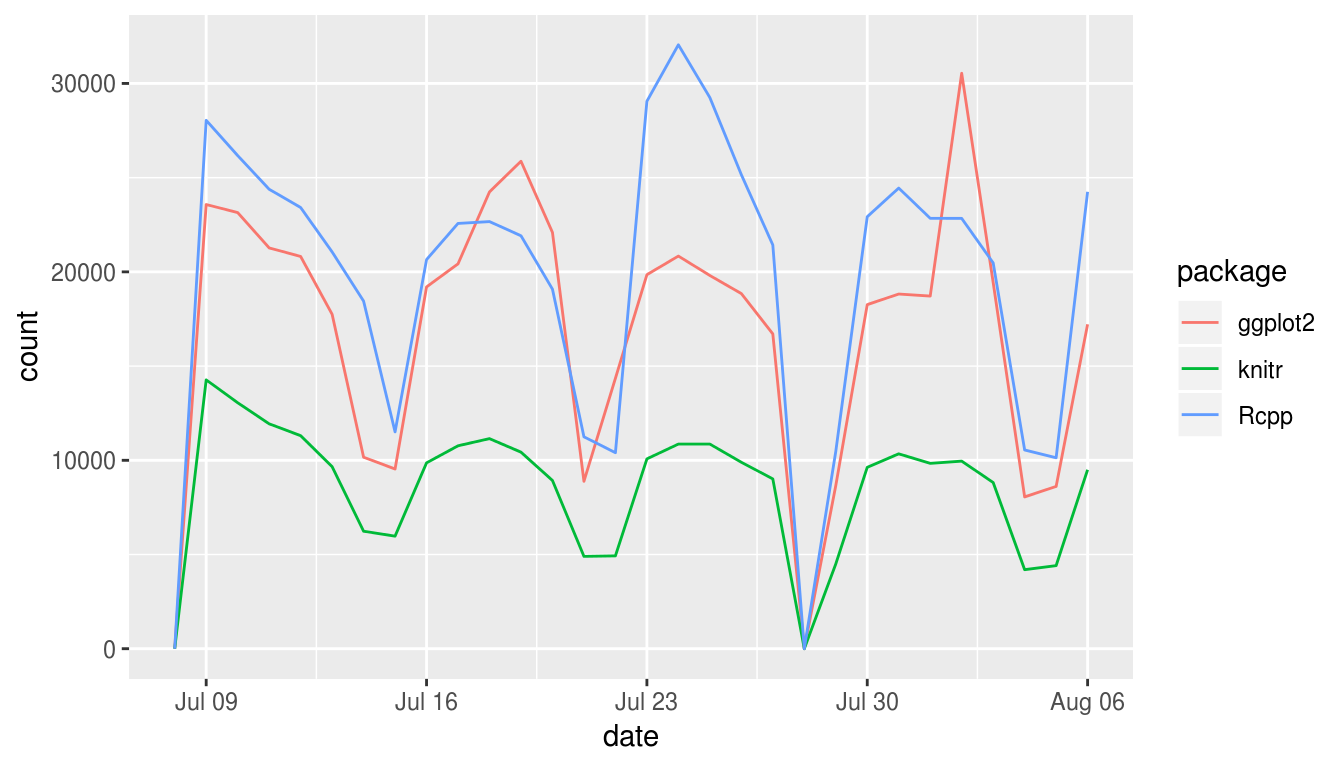 30000
20000
10000
0
count
Jul 09
Jul 16
Jul 23
Jul 30
Aug 06
date
package
ggplot2
knitr
Rcpp